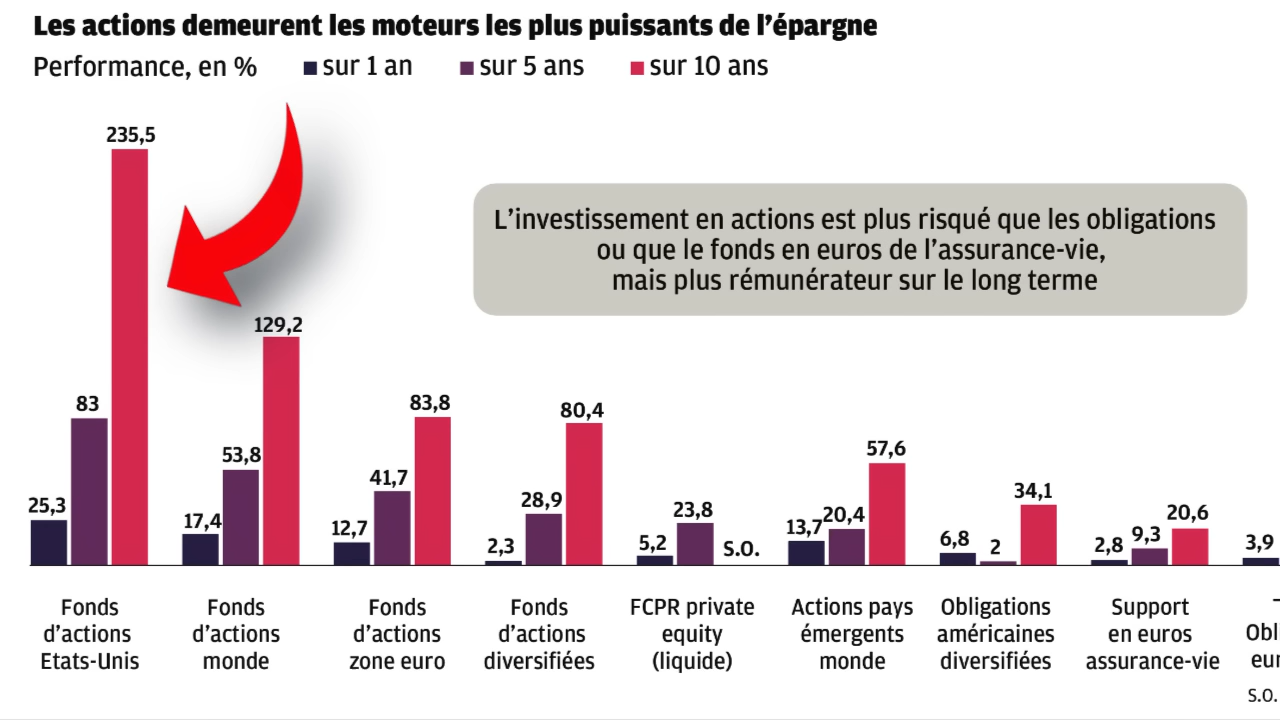 Les actions demeurent les moteurs les plus puissants de l'épargne
Performance, en % sur 1 an sur 5 ans sur 10 ans
235,5
L'investissement en actions est plus risqué que les obligations
ou que le fonds en euros de l'assurance-vie,
mais plus rémunérateur sur le long terme
25,3 83
17,4 53,8 129,2
12,7 41,7 83,8
2,3 28,9 80,4
5,2 23,8 S.O.
13,7 20,4 57,6
6,8 2 34,1
2,8 9,3 20,6
3,9
Fonds
d'actions
Etats-Unis
Fonds
d'actions
monde
Fonds
d'actions
zone euro
Fonds
d'actions
diversifiées
FCPR private
equity
(liquide)
Actions pays
émergents
monde
Obligations
américaines
diversifiées
Support
en euros
assurance-vie
S.O.